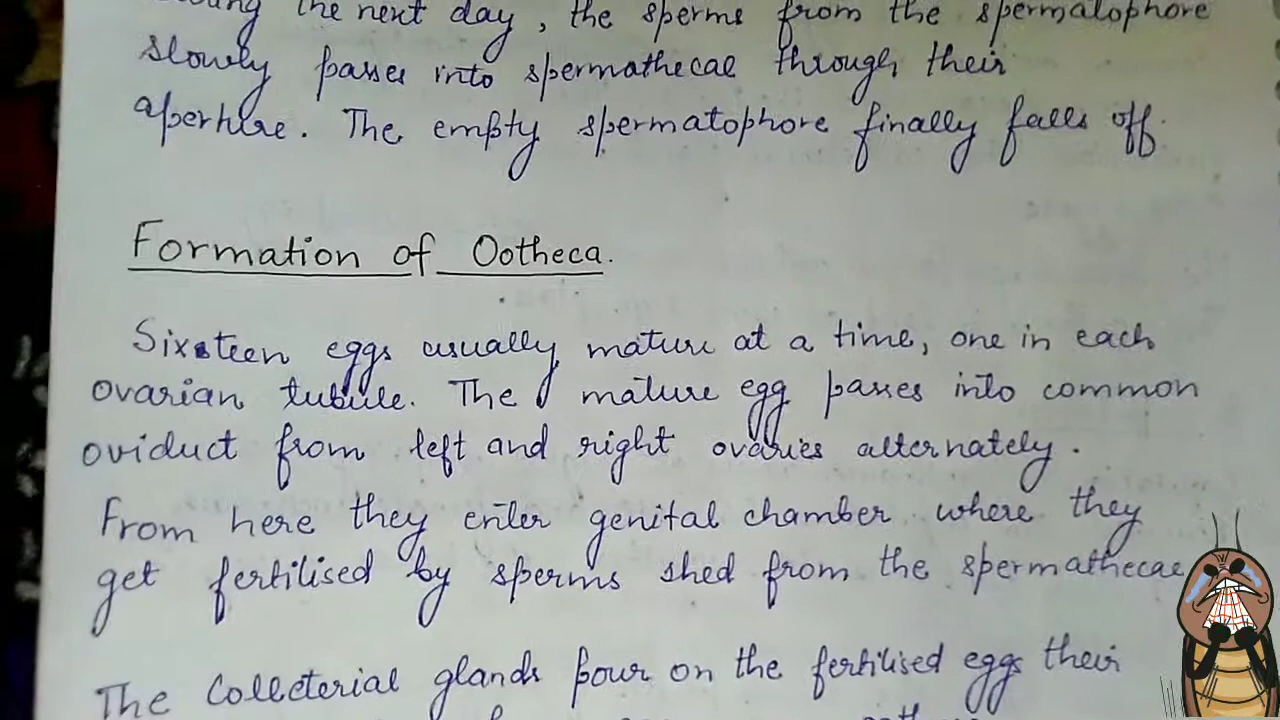 the next day, the sperms from the spermatophore
slowly passes into spermathecae through their
aperture. The empty spermatophore finally falls off.
Formation of Ootheca.
Sixteen eggs usually mature at a time, one in each
ovarian tubule. The mature egg passes into common
oviduct from left and right ovaries alternately.
From here they enter genital chamber where they
get fertilised by sperms shed from the spermathecae
The Colleterial glands pour on the fertilised eggs their